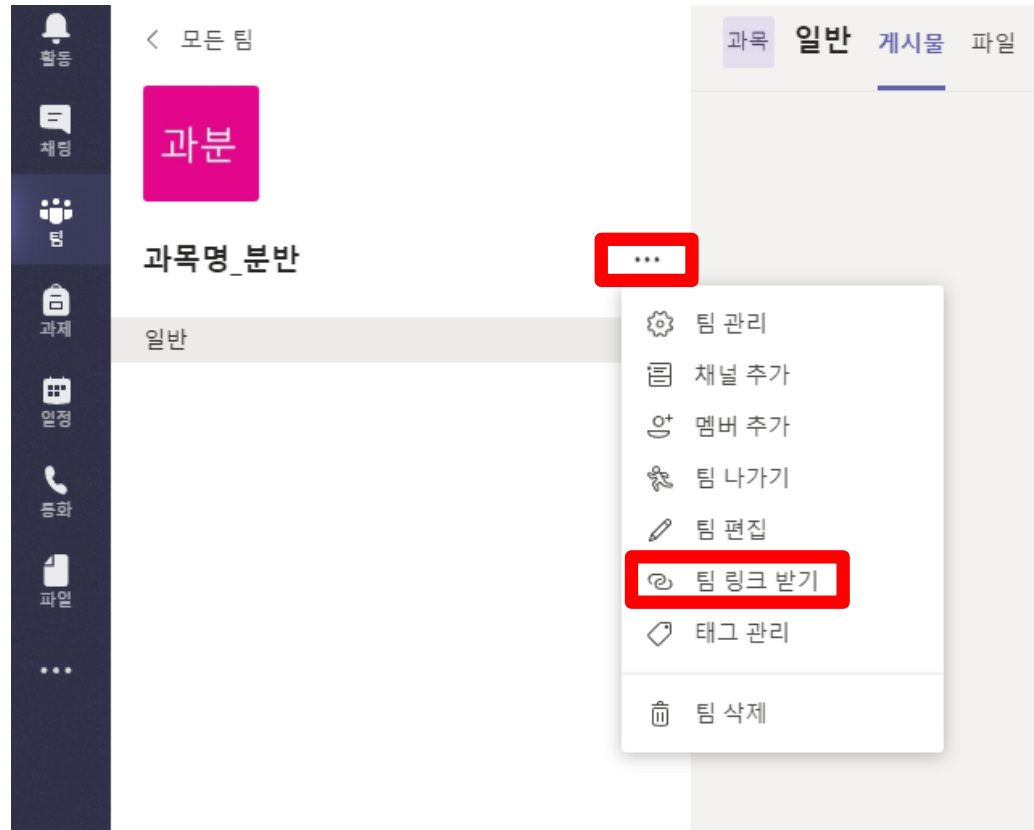 활동
채팅
팀
과제
일정
통화
파일
모든 팀
과분
과목명_분반
일반
과목 일반 게시물 파일
팀 관리
채널 추가
멤버 추가
팀 나가기
팀 편집
팀 링크 받기
태그 관리
팀 삭제